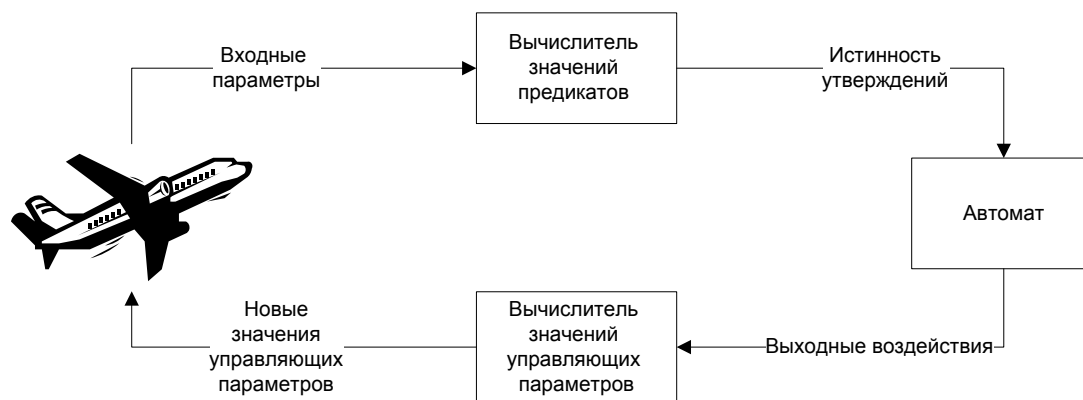 Входные
параметры
Вычислитель
значений
предикатов
Истинность
утверждений
Автомат
Выходные воздействия
Вычислитель
значений
управляющих
параметров
Новые
значения
управляющих
параметров